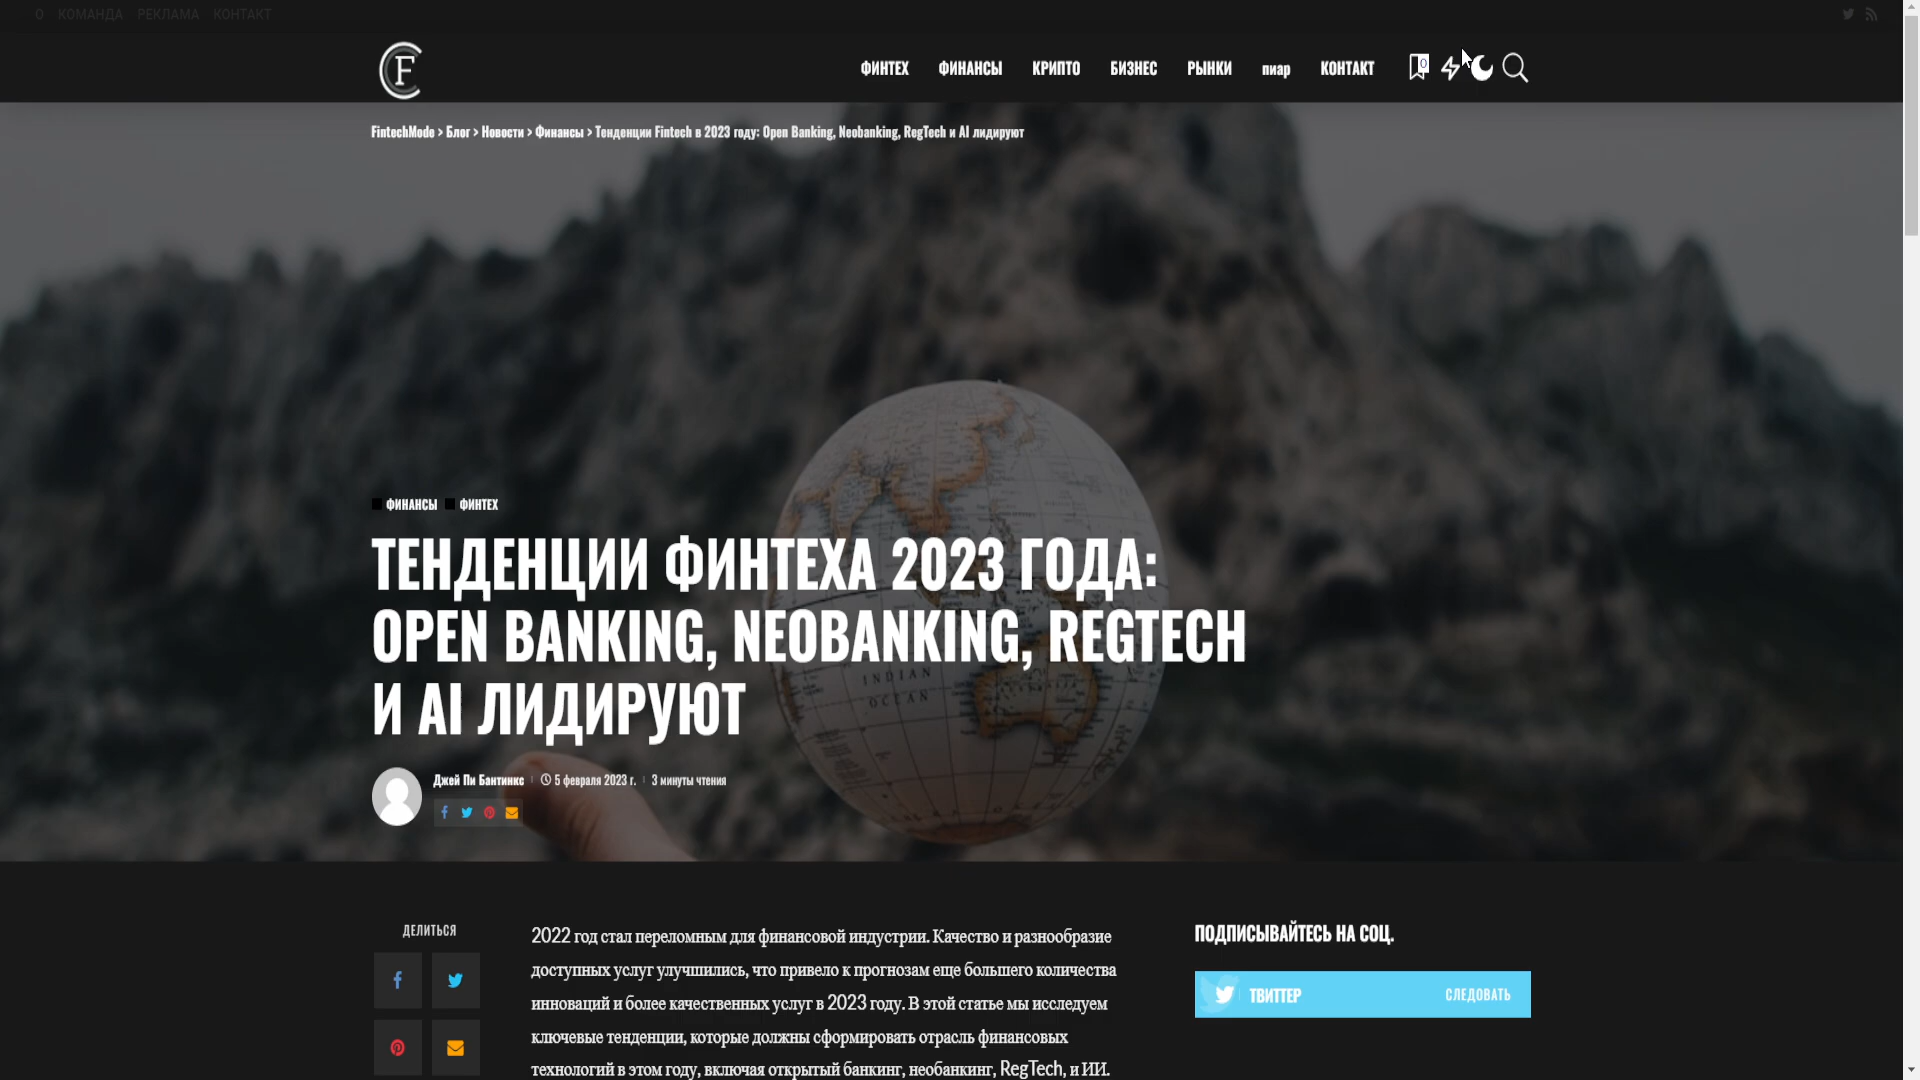 О КОМАНДА РЕКЛАМА КОНТАКТ
F
ФИНТЕХ ФИНАНСЫ КРИПТО БИЗНЕС РЫНКИ пиар КОНТАКТ 0
FintechMode > Блог > Новости > Финансы > Тенденции Fintech в 2023 году: Open Banking, Neobanking, RegTech и AI лидируют
ФИНАНСЫ ФИНТЕХ
ТЕНДЕНЦИИ ФИНТЕХА 2023 ГОДА:
OPEN BANKING, NEOBANKING, REGTECH
И AI ЛИДИРУЮТ
INDIAN
OCEAN
Джей Пи Бантинкс 5 февраля 2023 г. 3 минуты чтения
ДЕЛИТЬСЯ
2022 год стал переломным для финансовой индустрии. Качество и разнообразие
доступных услуг улучшились, что привело к прогнозам еще большего количества
инноваций и более качественных услуг в 2023 году. В этой статье мы исследуем
ключевые тенденции, которые должны сформировать отрасль финансовых
технологий в этом году, включая открытый банкинг, необанкинг, RegTech, и ИИ.
ПОДПИСЫВАЙТЕСЬ НА СОЦ.
ТВИТТЕР СЛЕДОВАТЬ